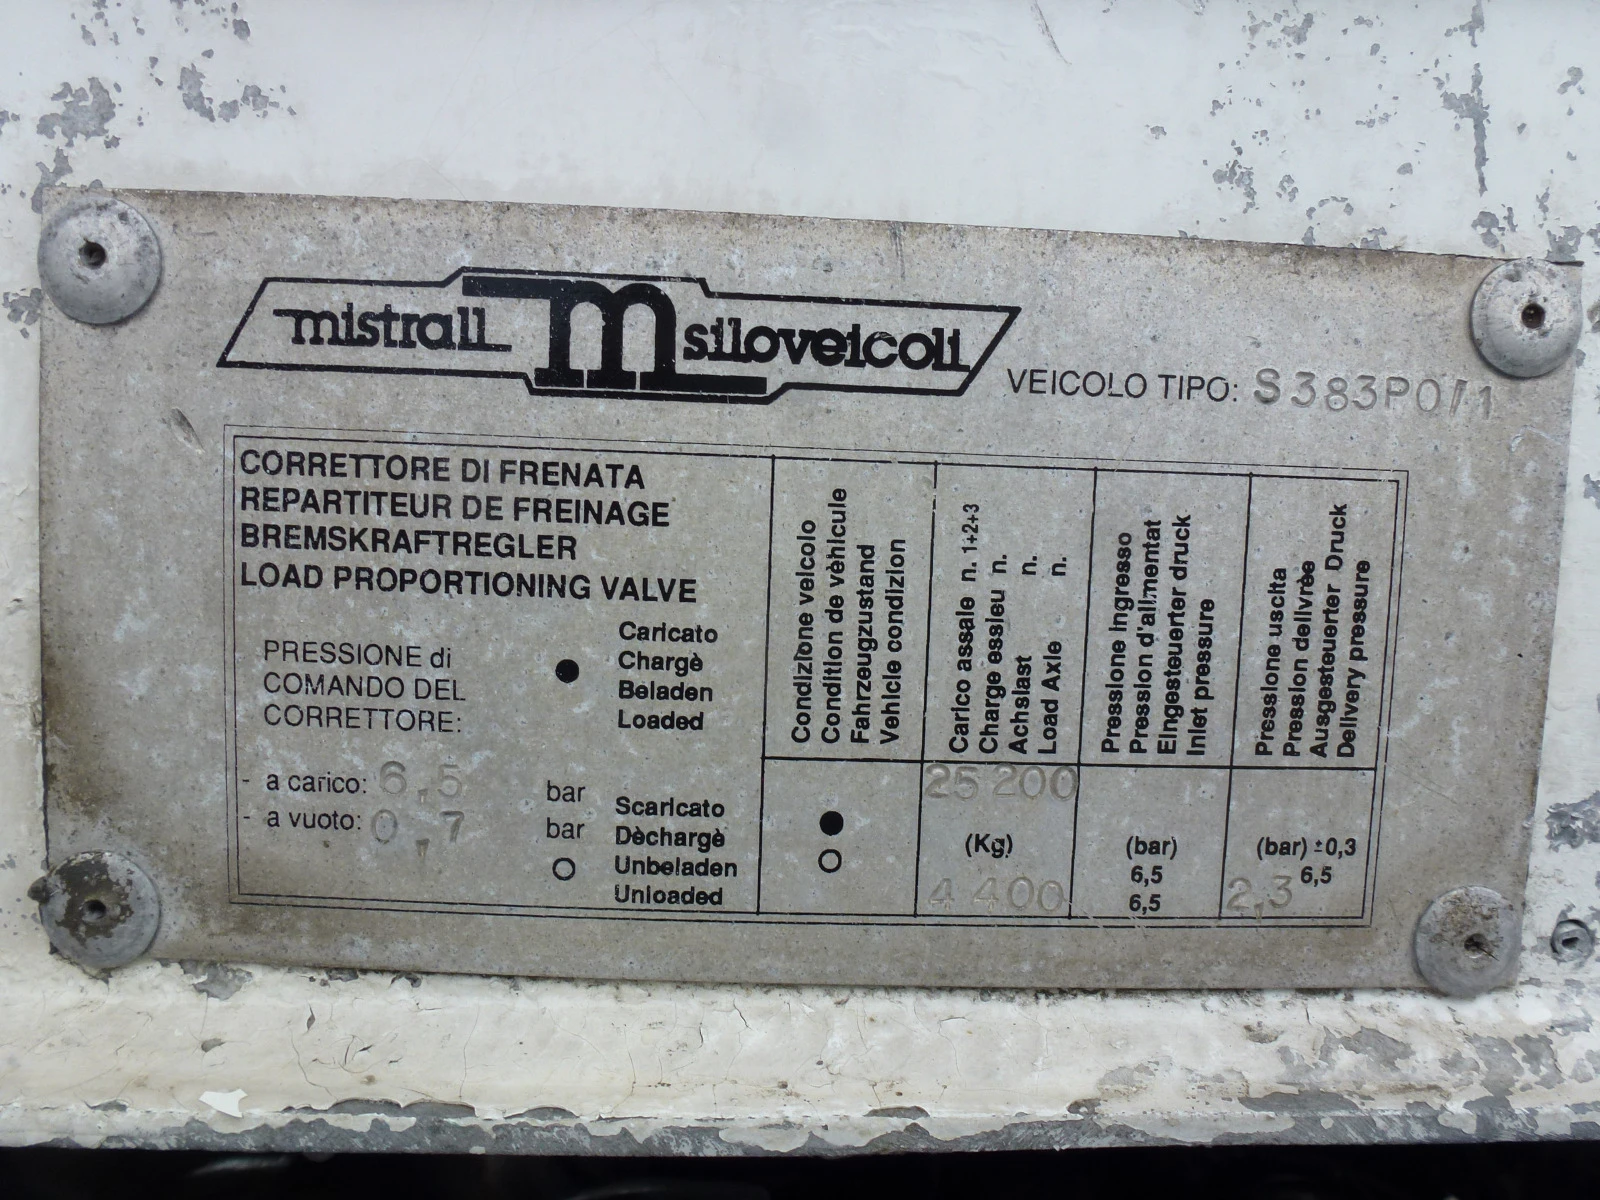 mistrall m siloveicoli
VEICOLO TIPO: S383P0/1
CORRETTORE DI FRENATA
REPARTITEUR DE FREINAGE
BREMSKRAFTREGLER
LOAD PROPORTIONING VALVE
PRESSIONE di
COMANDO DEL
CORRETTORE:
- a carico: 6,5 bar
- a vuoto: 0,7 bar
● Caricato
Chargè
Beladen
Loaded
○ Scaricato
Dèchargè
Unbeladen
Unloaded
Condizione veicolo
Condition de vèhicule
Fahrzeugzustand
Vehicle condizion
Carico assale n. 1+2+3
Charge essieu n.
Achslast n.
Load Axle n.
Pressione ingresso
Pression d'alimentat
Eingesteuerter druck
Inlet pressure
Pressione uscita
Pression delivrèe
Ausgesteuerter Druck
Delivery pressure
●
○
25 200
(Kg)
4 400
(bar)
6,5
6,5
(bar) ±0,3
6,5
2,3